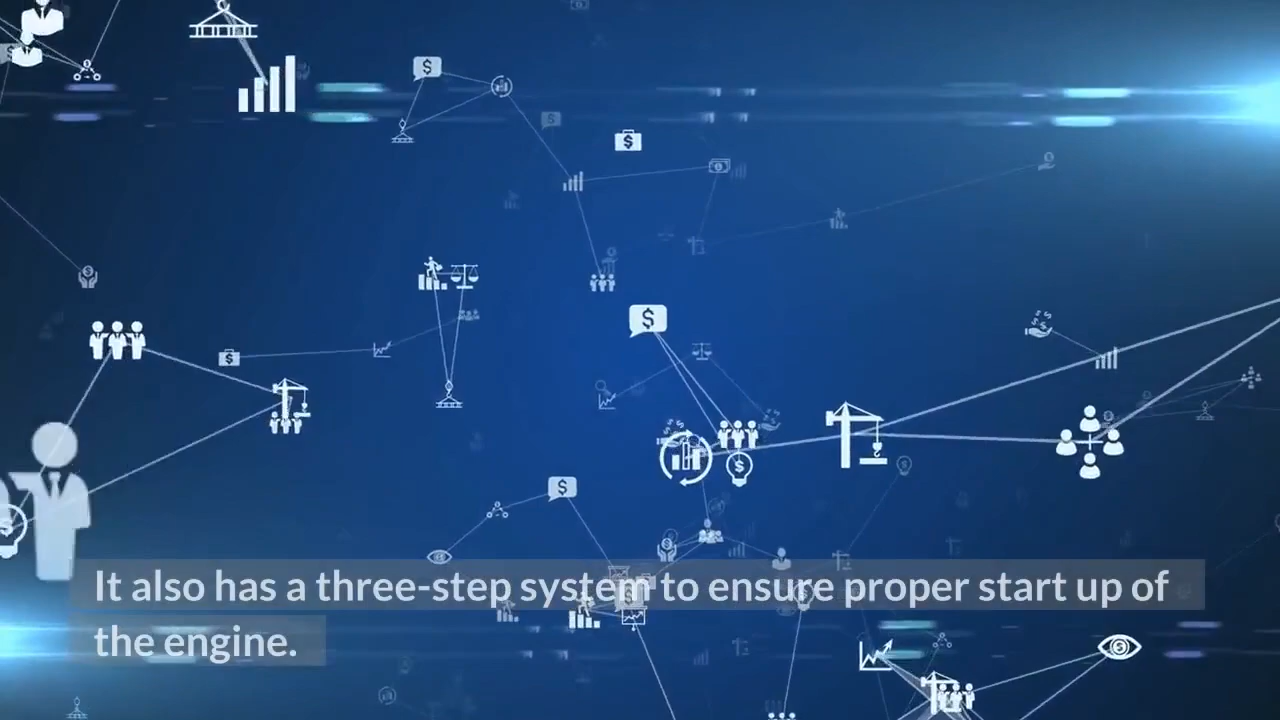 It also has a three-step system to ensure proper start up of
the engine.